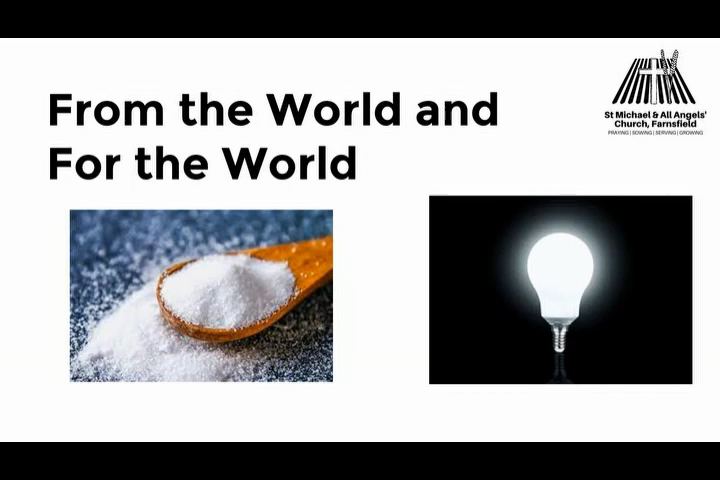 From the World and
For the World
St Michael & All Angels'
Church, Farnsfield
PRAYING | SOWING | SERVING | GROWING